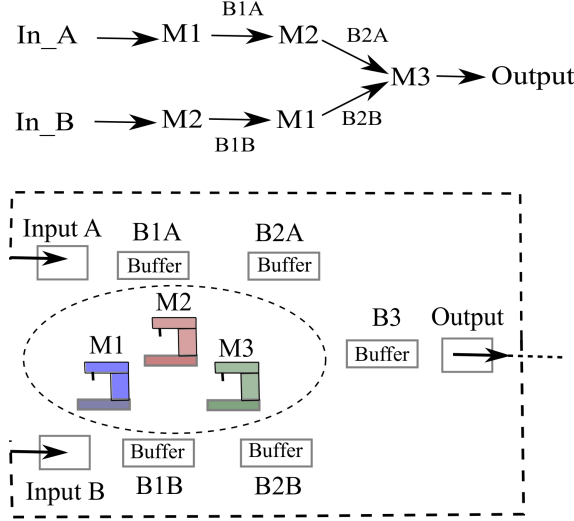 B1A
In_A M1 M2 B2A
M3 Output
In_B M2 M1 B2B
B1B
Input A B1A B2A
Buffer Buffer
M2
B3 Output
M1 M3
Buffer
Buffer Buffer
Input B B1B B2B